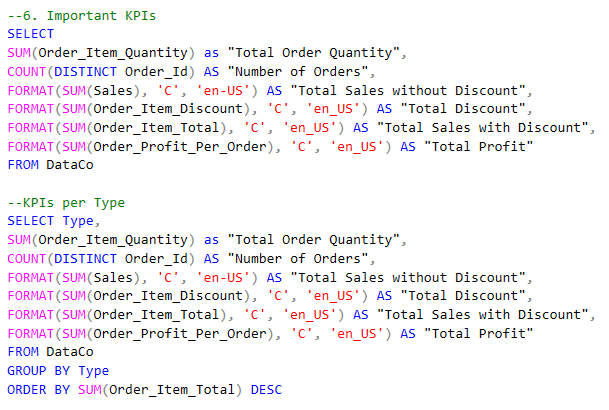 --6. Important KPIs
SELECT
SUM(Order_Item_Quantity) as "Total Order Quantity",
COUNT(DISTINCT Order_Id) AS "Number of Orders",
FORMAT(SUM(Sales), 'C', 'en-US') AS "Total Sales without Discount",
FORMAT(SUM(Order_Item_Discount), 'C', 'en_US') AS "Total Discount",
FORMAT(SUM(Order_Item_Total), 'C', 'en_US') AS "Total Sales with Discount",
FORMAT(SUM(Order_Profit_Per_Order), 'C', 'en_US') AS "Total Profit"
FROM DataCo
--KPIs per Type
SELECT Type,
SUM(Order_Item_Quantity) as "Total Order Quantity",
COUNT(DISTINCT Order_Id) AS "Number of Orders",
FORMAT(SUM(Sales), 'C', 'en-US') AS "Total Sales without Discount",
FORMAT(SUM(Order_Item_Discount), 'C', 'en_US') AS "Total Discount",
FORMAT(SUM(Order_Item_Total), 'C', 'en_US') AS "Total Sales with Discount",
FORMAT(SUM(Order_Profit_Per_Order), 'C', 'en_US') AS "Total Profit"
FROM DataCo
GROUP BY Type
ORDER BY SUM(Order_Item_Total) DESC